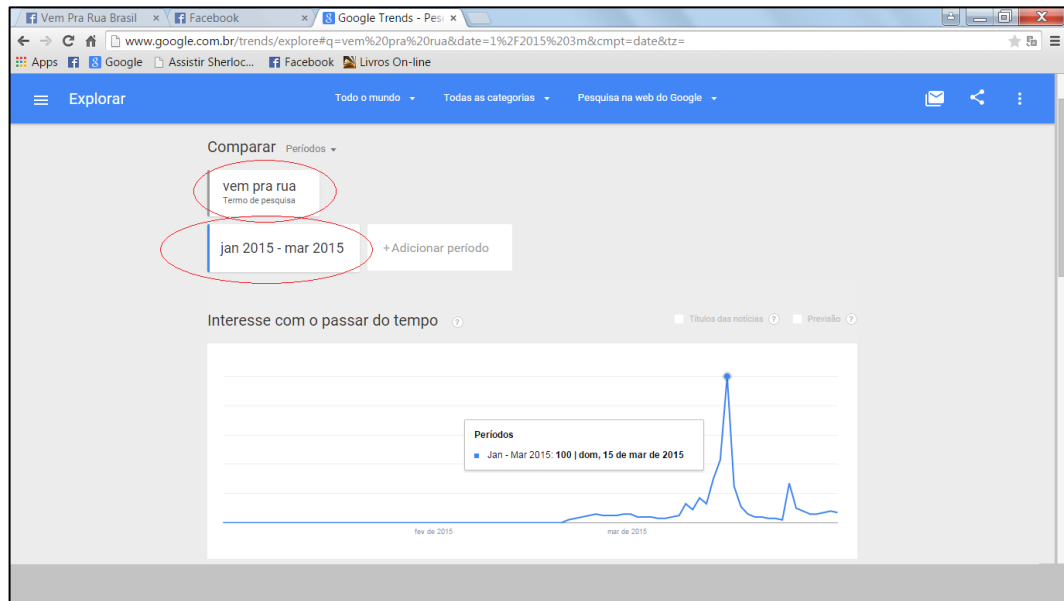 Vem Pra Rua Brasil
Facebook
Google Trends - Pes
www.google.com.br/trends/explore#q=vem%20pra%20rua&date=1%2F2015%203m&cmpt=date&tz=
Apps Google Assistir Sherloc... Facebook Livros On-line
Explorar Todo o mundo Todas as categorias Pesquisa na web do Google
Comparar Períodos
vem pra rua
Termo de pesquisa
jan 2015 - mar 2015 +Adicionar período
Interesse com o passar do tempo ? Títulos das notícias ? Previsão ?
Períodos
Jan - Mar 2015: 100 | dom, 15 de mar de 2015
fev de 2015 mar de 2015